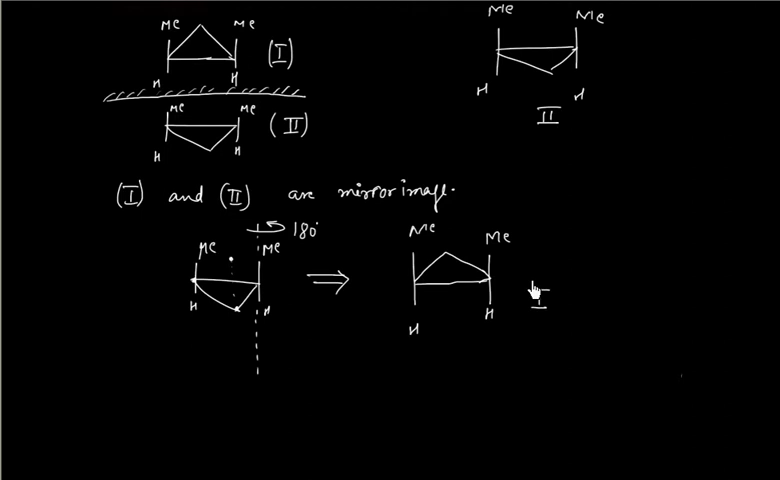 Me Me
(I)
H H
Me Me
(II)
H H
Me Me
H H
II
(I) and (II) are mirror image.
180°
Me Me
H H
⇒
Me Me
H H
I